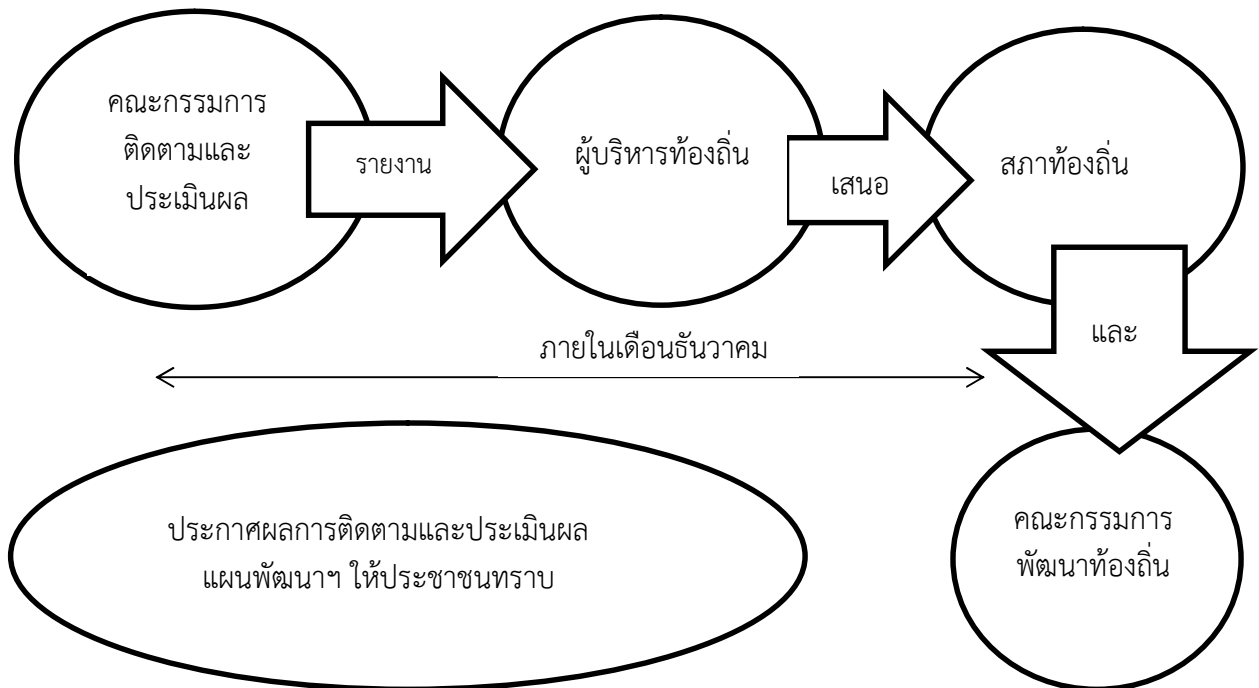 คณะกรรมการ
ติดตามและ
ประเมินผล
รายงาน
ผู้บริหารท้องถิ่น
เสนอ
สภาท้องถิ่น
และ
ภายในเดือนธันวาคม
ประกาศผลการติดตามและประเมินผล
แผนพัฒนาฯ ให้ประชาชนทราบ
คณะกรรมการ
พัฒนาท้องถิ่น